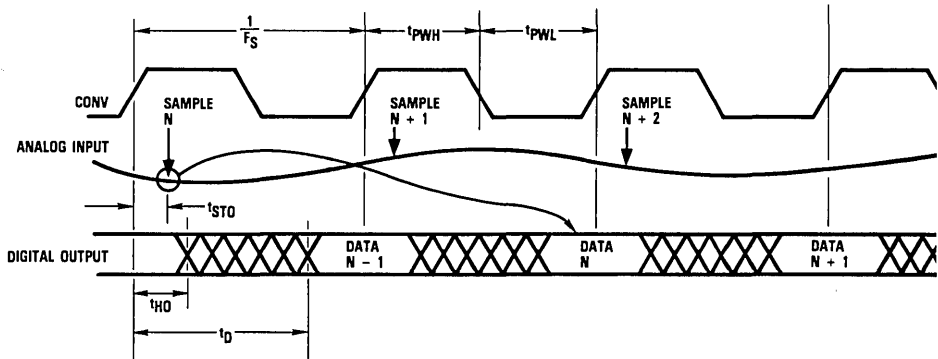 1
F_S
t_PWH
t_PWL
CONV
SAMPLE
N
SAMPLE
N + 1
SAMPLE
N + 2
ANALOG INPUT
t_STO
DIGITAL OUTPUT
DATA
N - 1
DATA
N
DATA
N + 1
t_HO
t_D